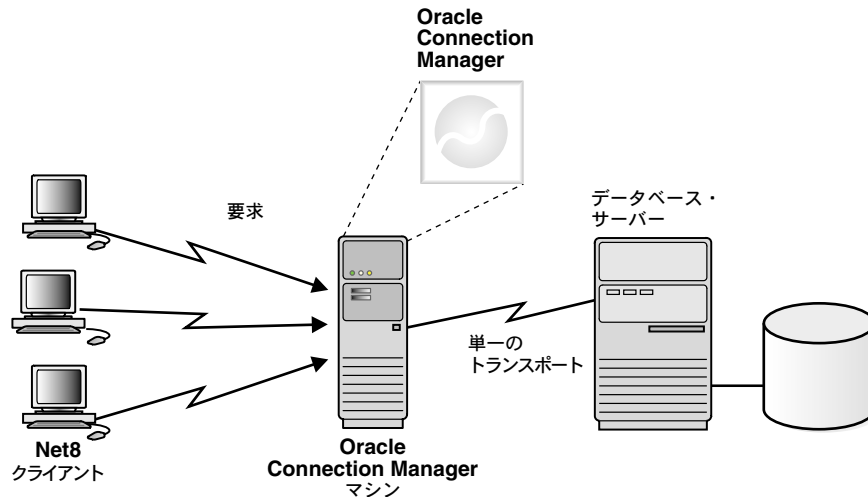 Oracle
Connection
Manager
要求
データベース・
サーバー
単一の
トランスポート
Net8
クライアント
Oracle
Connection Manager
マシン